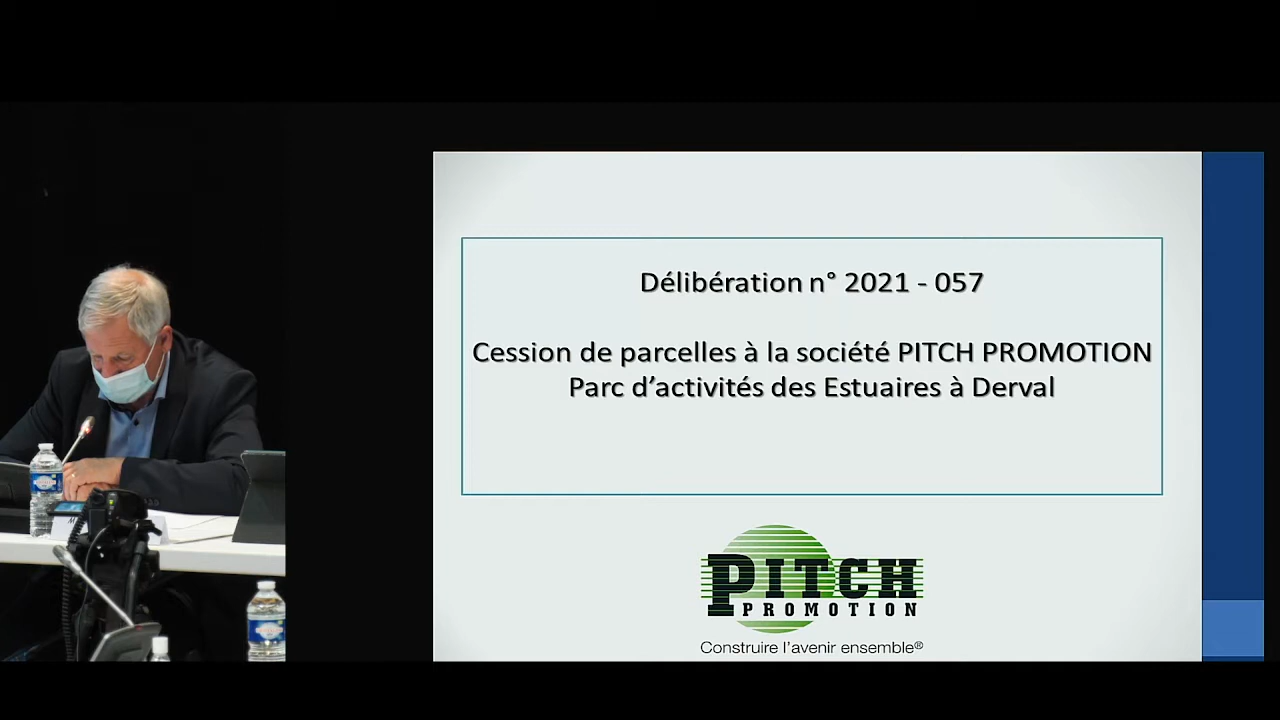 Délibération n° 2021 - 057
Cession de parcelles à la société PITCH PROMOTION
Parc d’activités des Estuaires à Derval
PITCH
PROMOTION
Construire l’avenir ensemble®